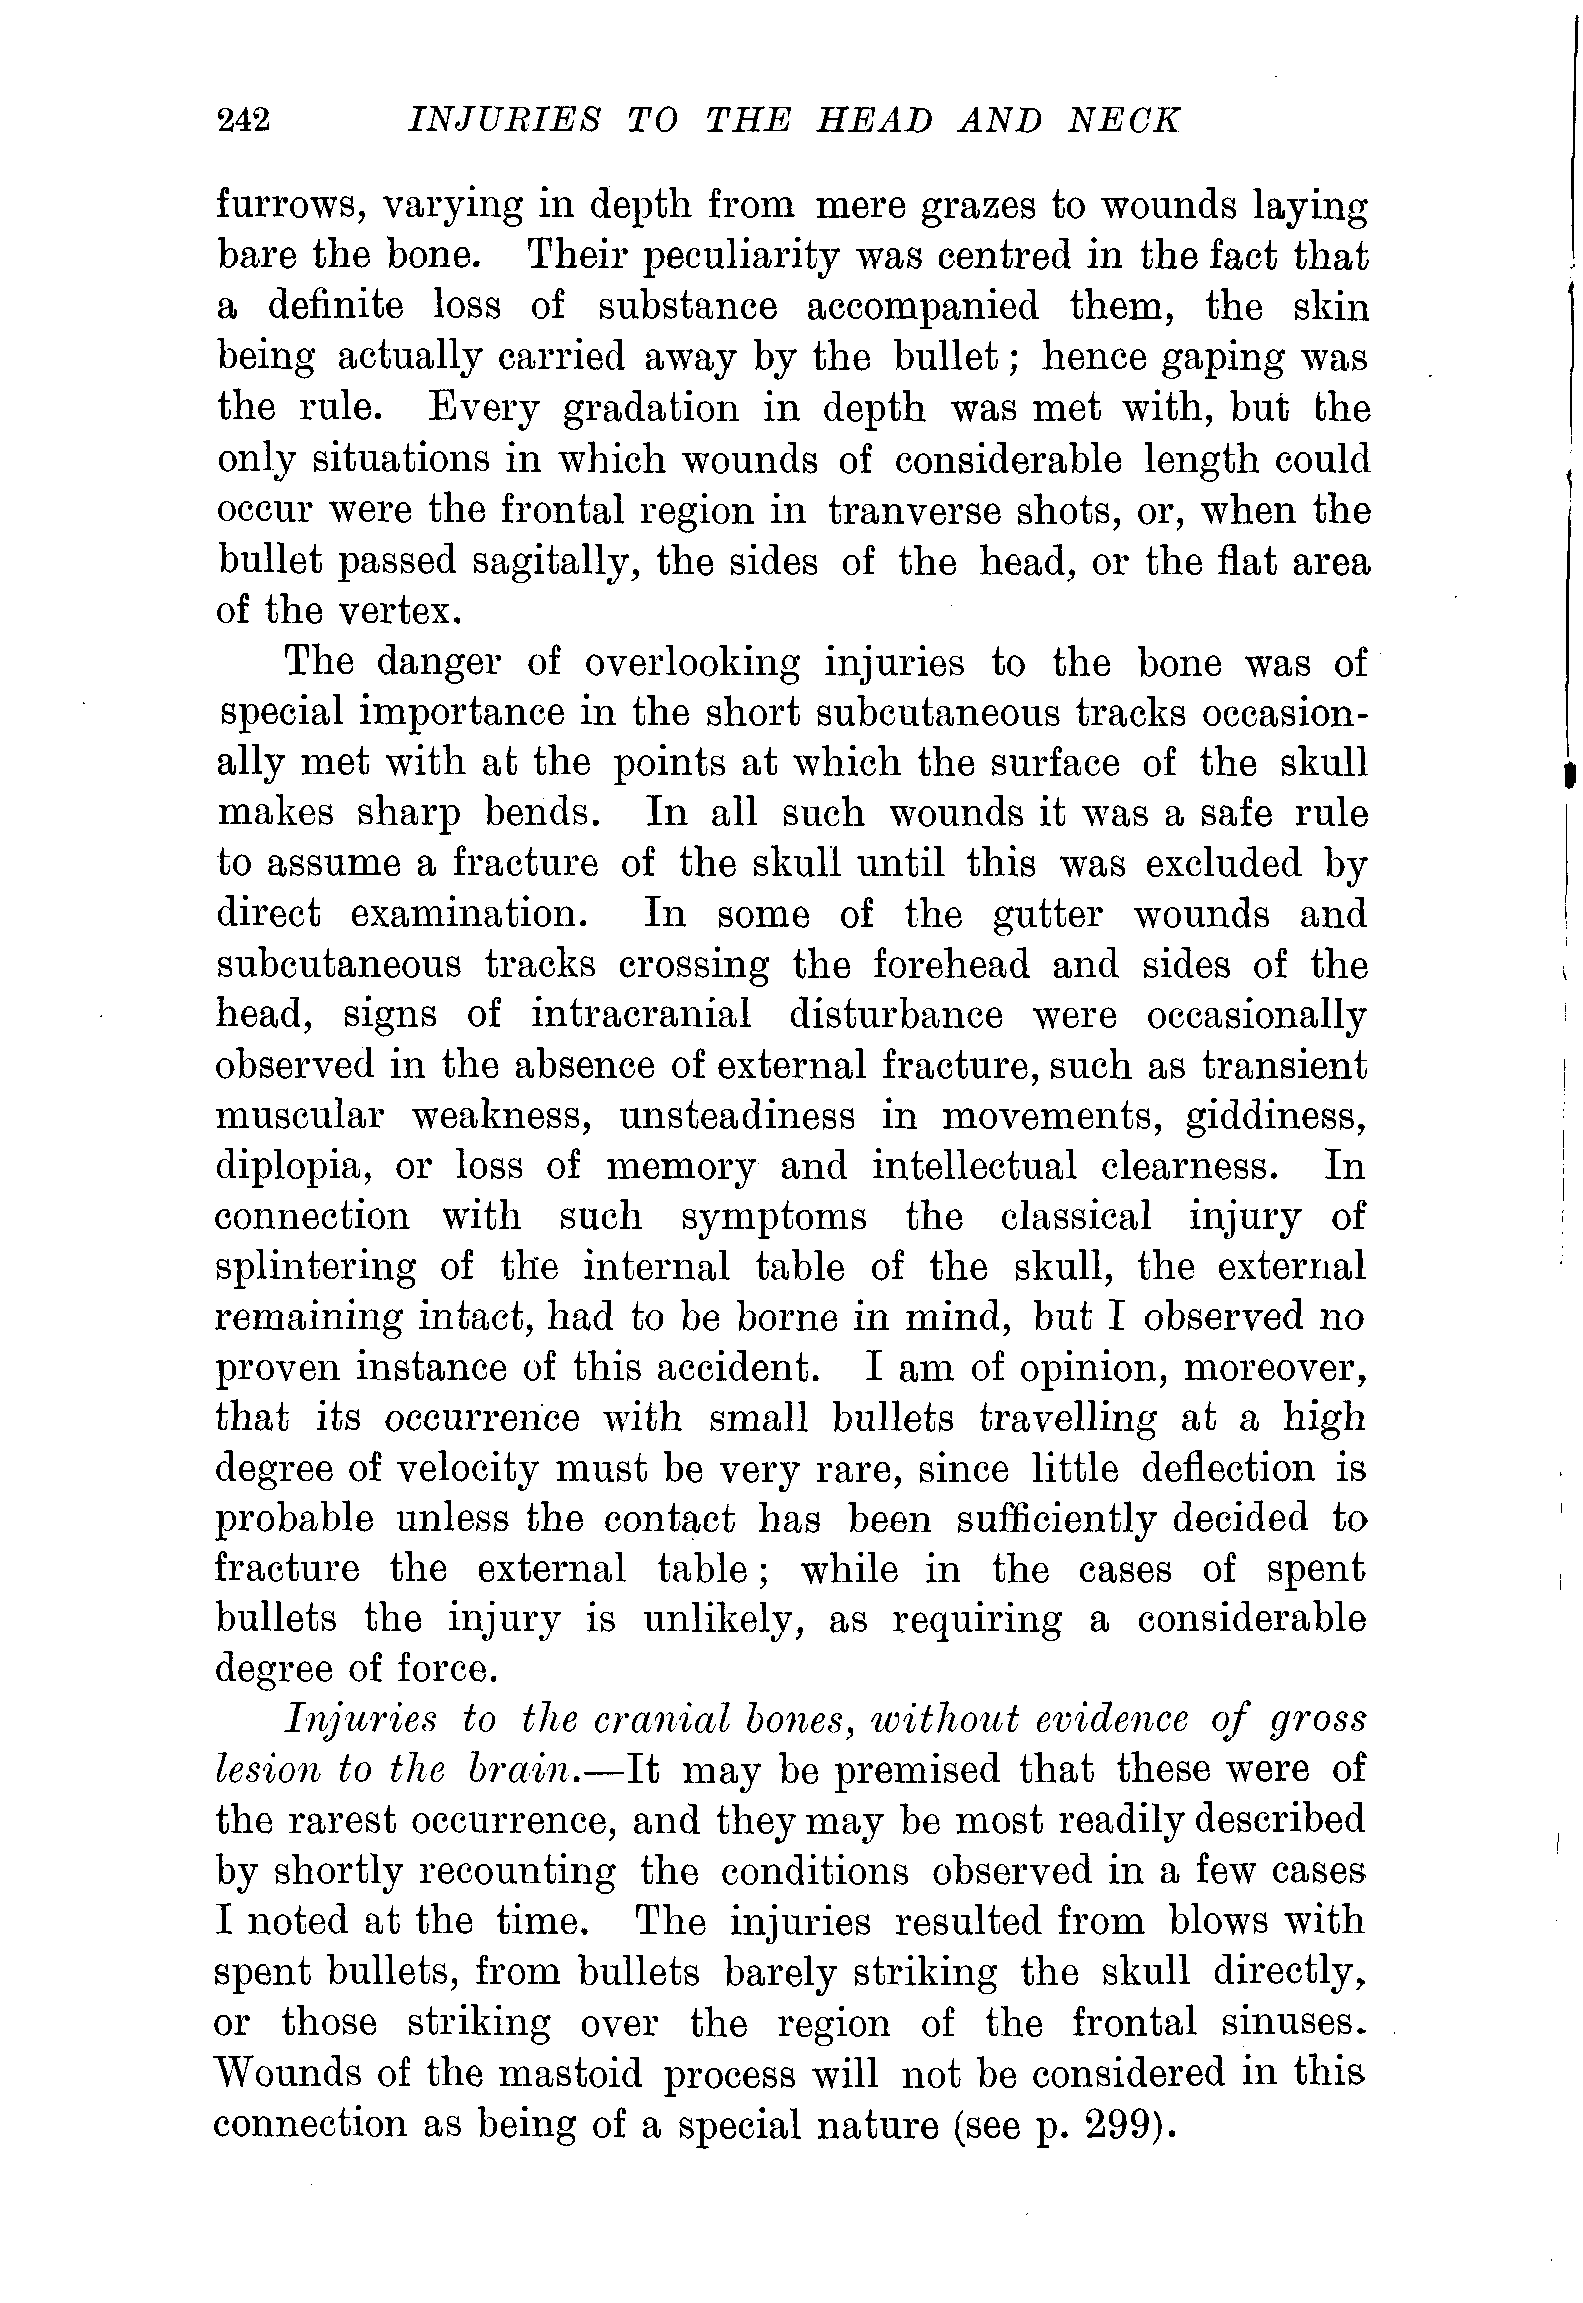 242 INJURIES TO THE HEAD AND NECK
furrows, varying in depth from mere grazes to wounds laying
bare the bone. Their peculiarity was centred in the fact that
a definite loss of substance accompanied them, the skin
being actually carried away by the bullet; hence gaping was
the rule. Every gradation in depth was met with, but the
only situations in which wounds of considerable length could
occur were the frontal region in tranverse shots, or, when the
bullet passed sagitally, the sides of the head, or the flat area
of the vertex.
The danger of overlooking injuries to the bone was of
special importance in the short subcutaneous tracks occasion-
ally met with at the points at which the surface of the skull
makes sharp bends. In all such wounds it was a safe rule
to assume a fracture of the skull until this was excluded by
direct examination. In some of the gutter wounds and
subcutaneous tracks crossing the forehead and sides of the
head, signs of intracranial disturbance were occasionally
observed in the absence of external fracture, such as transient
muscular weakness, unsteadiness in movements, giddiness,
diplopia, or loss of memory and intellectual clearness. In
connection with such symptoms the classical injury of
splintering of the internal table of the skull, the external
remaining intact, had to be borne in mind, but I observed no
proven instance of this accident. I am of opinion, moreover,
that its occurrence with small bullets travelling at a high
degree of velocity must be very rare, since little deflection is
probable unless the contact has been sufficiently decided to
fracture the external table; while in the cases of spent
bullets the injury is unlikely, as requiring a considerable
degree of force.
Injuries to the cranial bones, without evidence of gross
lesion to the brain.—It may be premised that these were of
the rarest occurrence, and they may be most readily described
by shortly recounting the conditions observed in a few cases
I noted at the time. The injuries resulted from blows with
spent bullets, from bullets barely striking the skull directly,
or those striking over the region of the frontal sinuses.
Wounds of the mastoid process will not be considered in this
connection as being of a special nature (see p. 299).